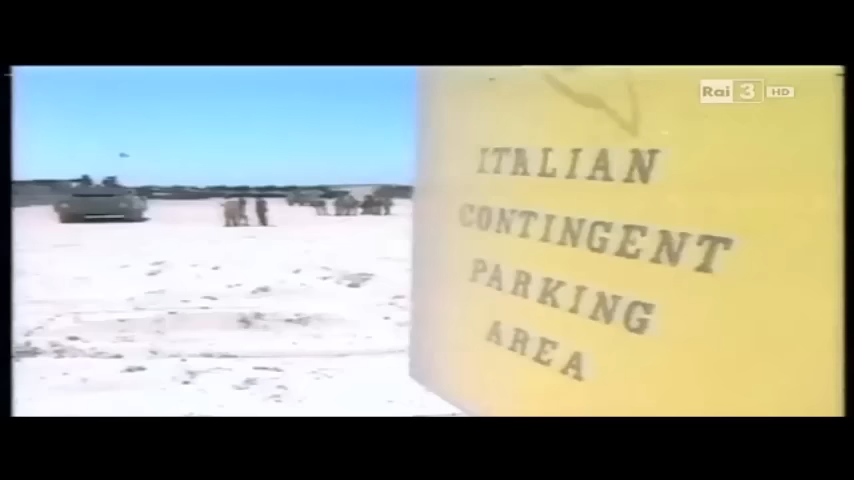 Rai 3 HD
ITALIAN
CONTINGENT
PARKING
AREA